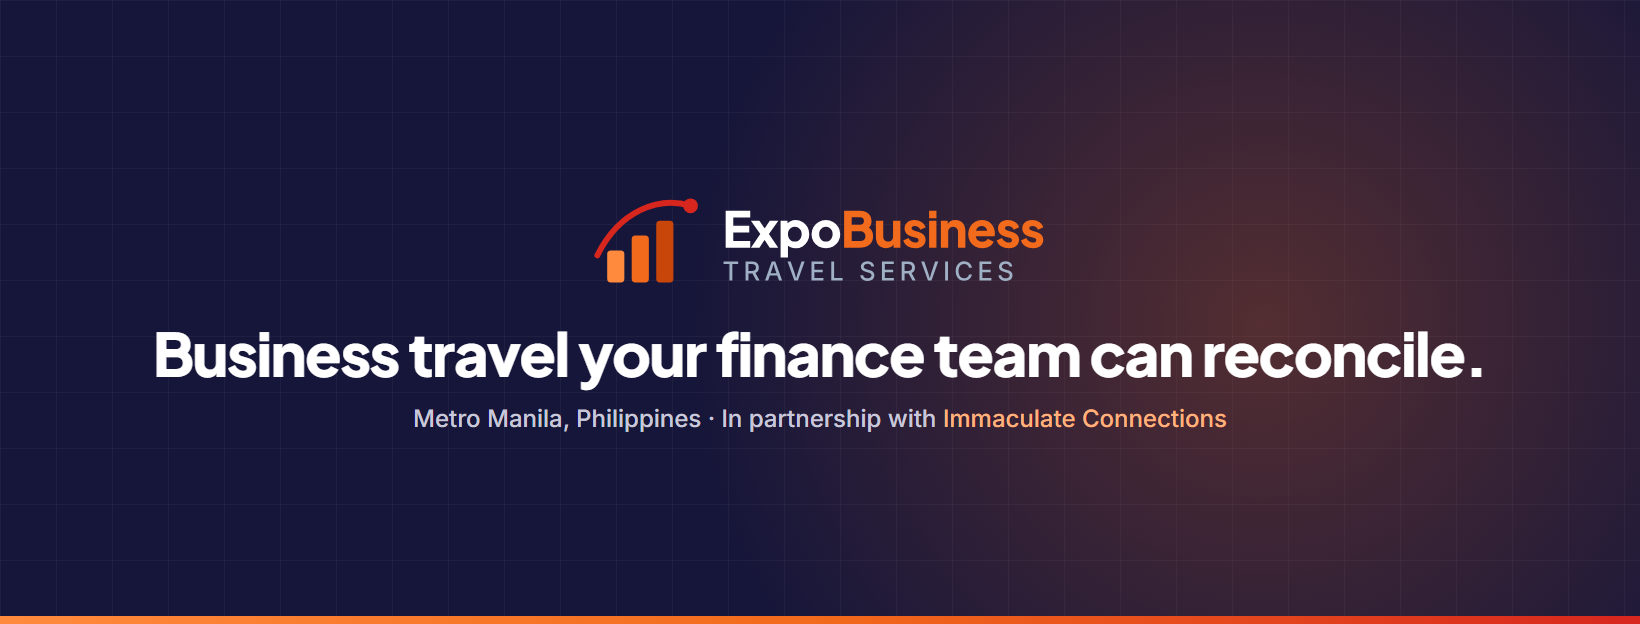 ExpoBusiness
TRAVEL SERVICES
Business travel your finance team can reconcile.
Metro Manila, Philippines · In partnership with Immaculate Connections